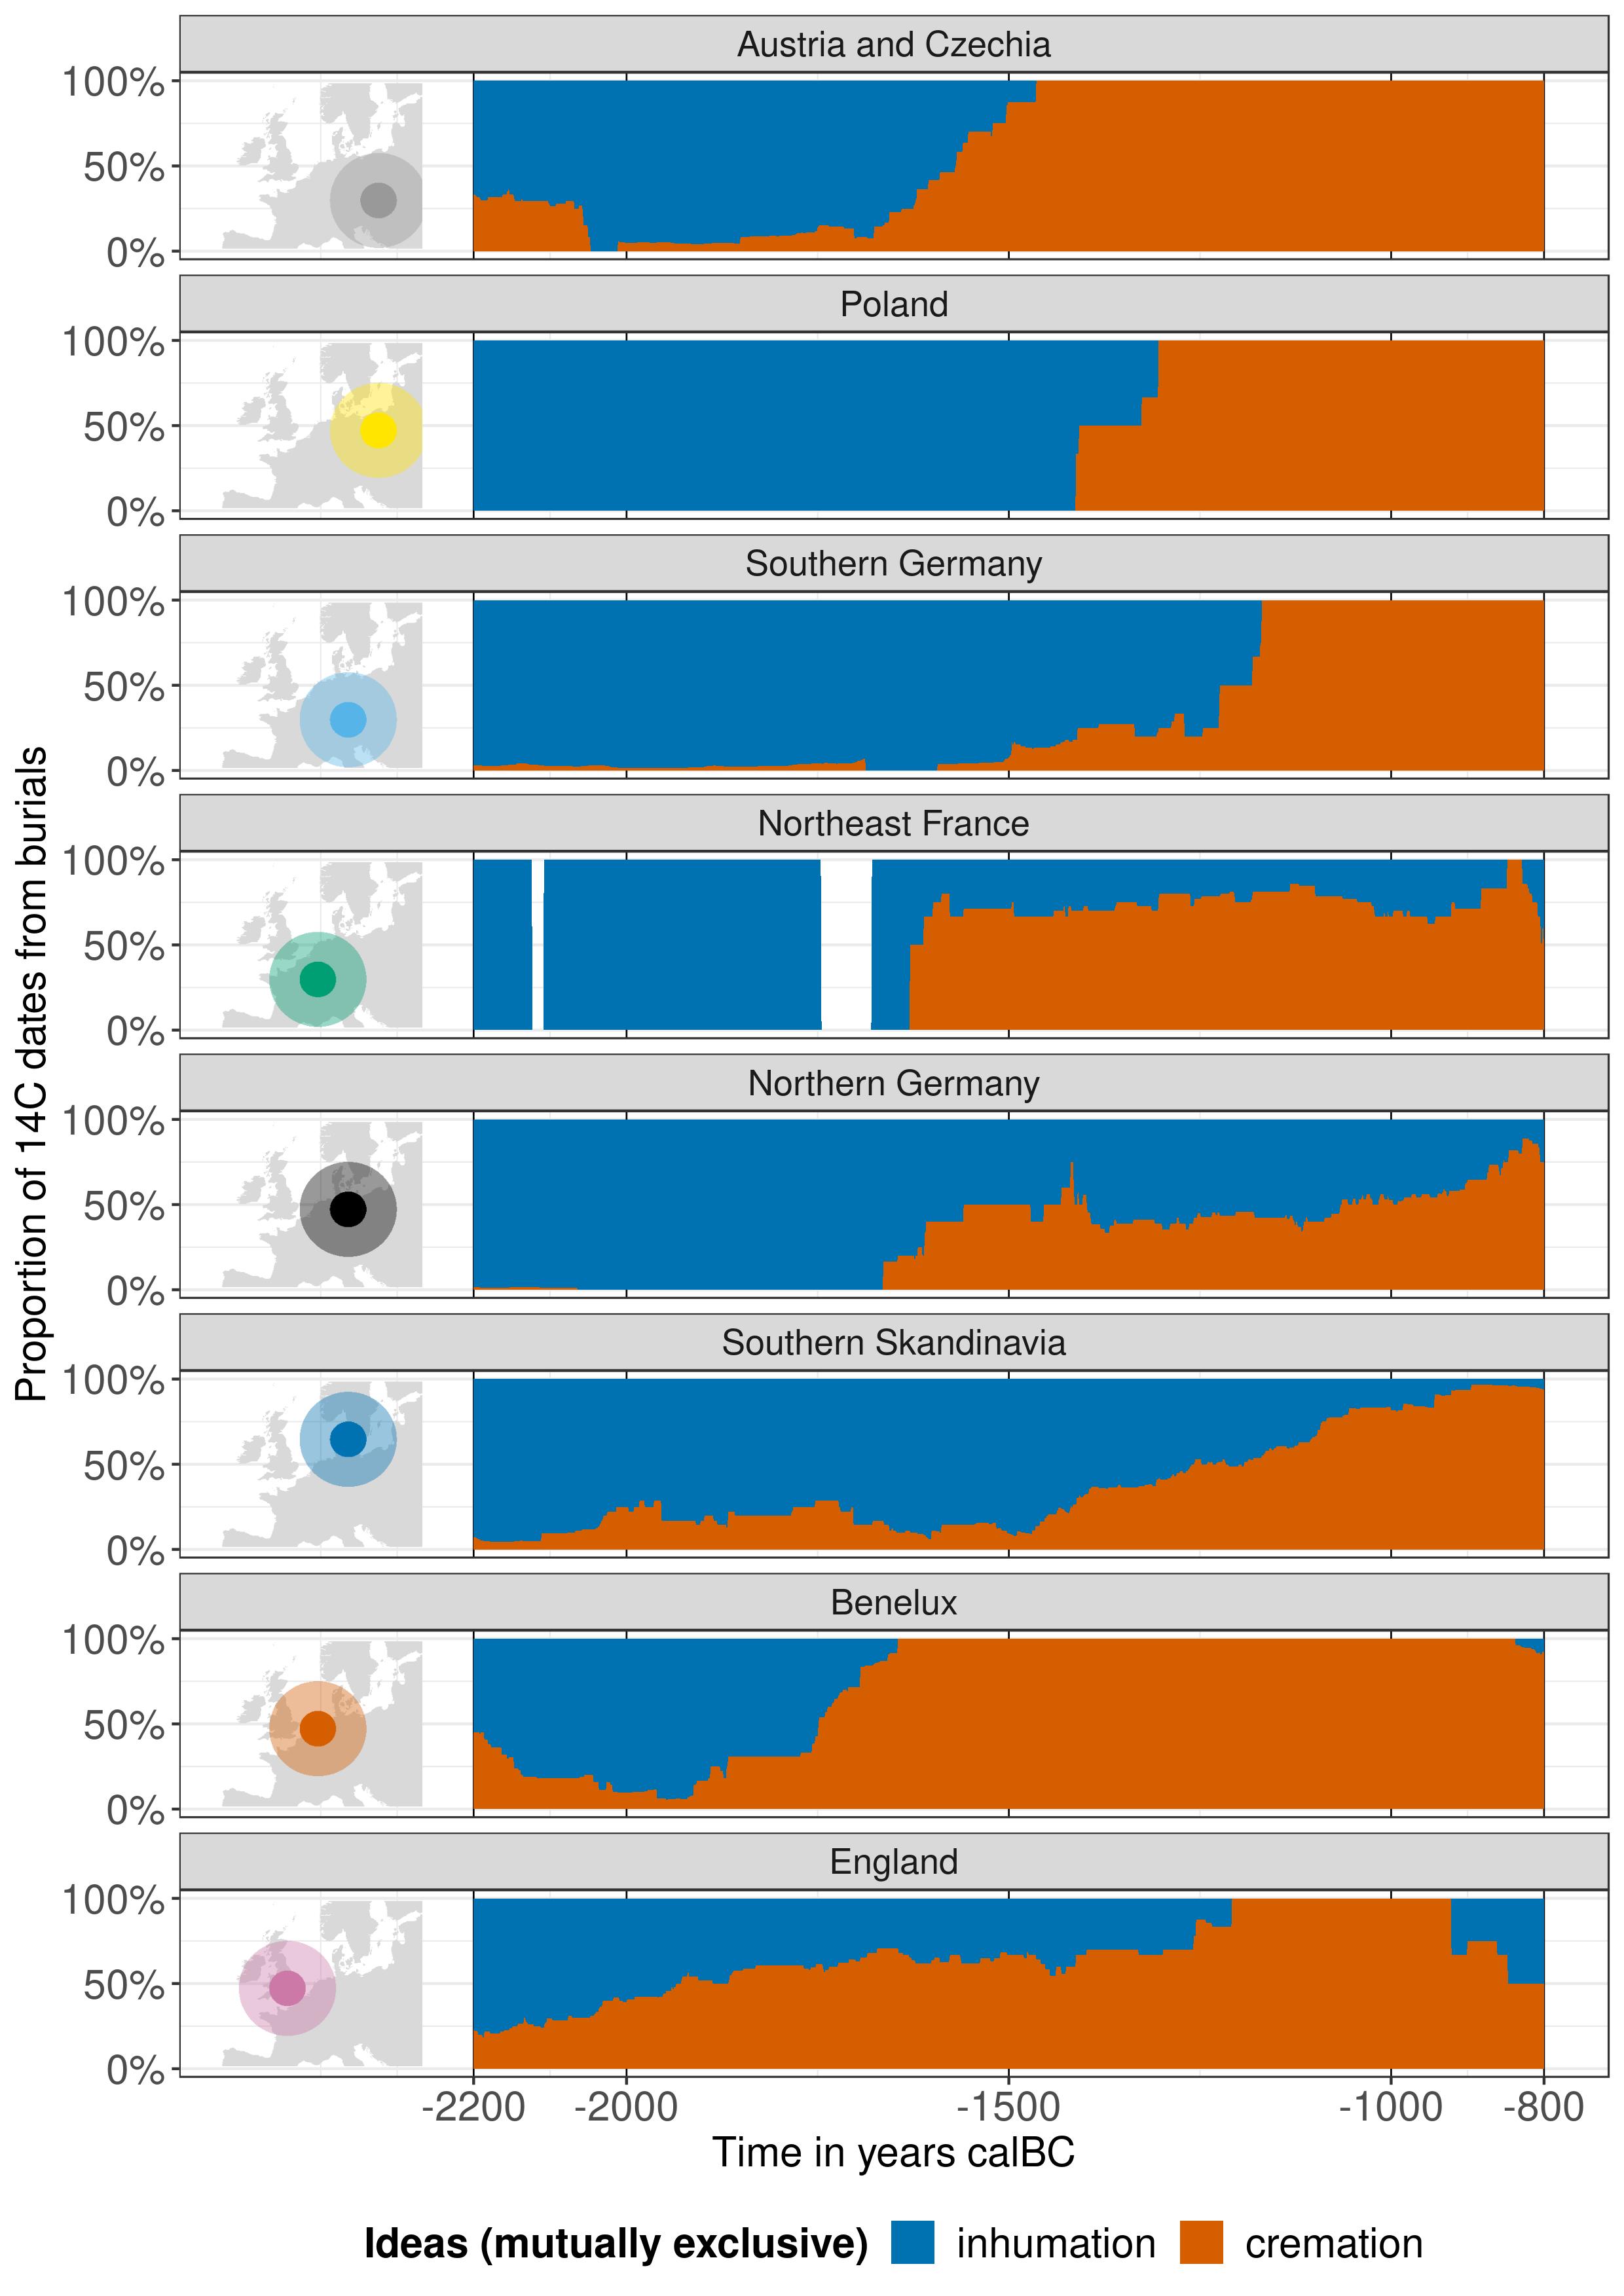 Austria and Czechia
100%
50%
0%
Poland
100%
50%
0%
Southern Germany
100%
50%
0%
Northeast France
100%
50%
0%
Northern Germany
100%
50%
0%
Southern Skandinavia
100%
50%
0%
Benelux
100%
50%
0%
England
100%
50%
0%
Proportion of 14C dates from burials
-2200 -2000 -1500 -1000 -800
Time in years calBC
Ideas (mutually exclusive) inhumation cremation